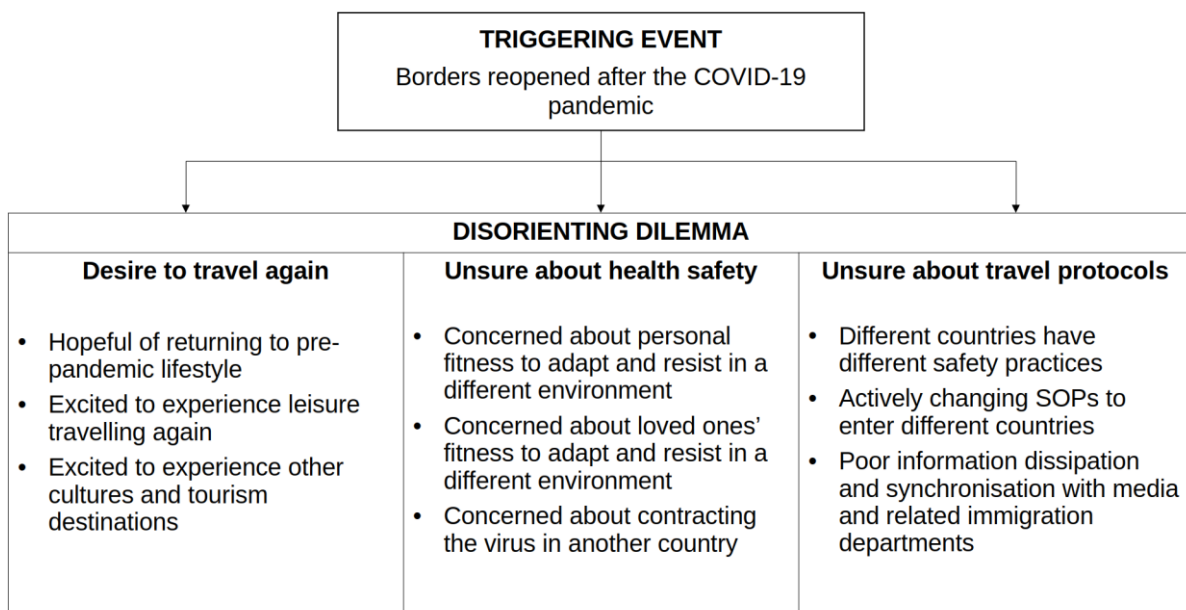 TRIGGERING EVENT
Borders reopened after the COVID-19
pandemic
DISORIENTING DILEMMA
Desire to travel again
• Hopeful of returning to pre-
pandemic lifestyle
• Excited to experience leisure
travelling again
• Excited to experience other
cultures and tourism
destinations
Unsure about health safety
• Concerned about personal
fitness to adapt and resist in a
different environment
• Concerned about loved ones’
fitness to adapt and resist in a
different environment
• Concerned about contracting
the virus in another country
Unsure about travel protocols
• Different countries have
different safety practices
• Actively changing SOPs to
enter different countries
• Poor information dissipation
and synchronisation with media
and related immigration
departments